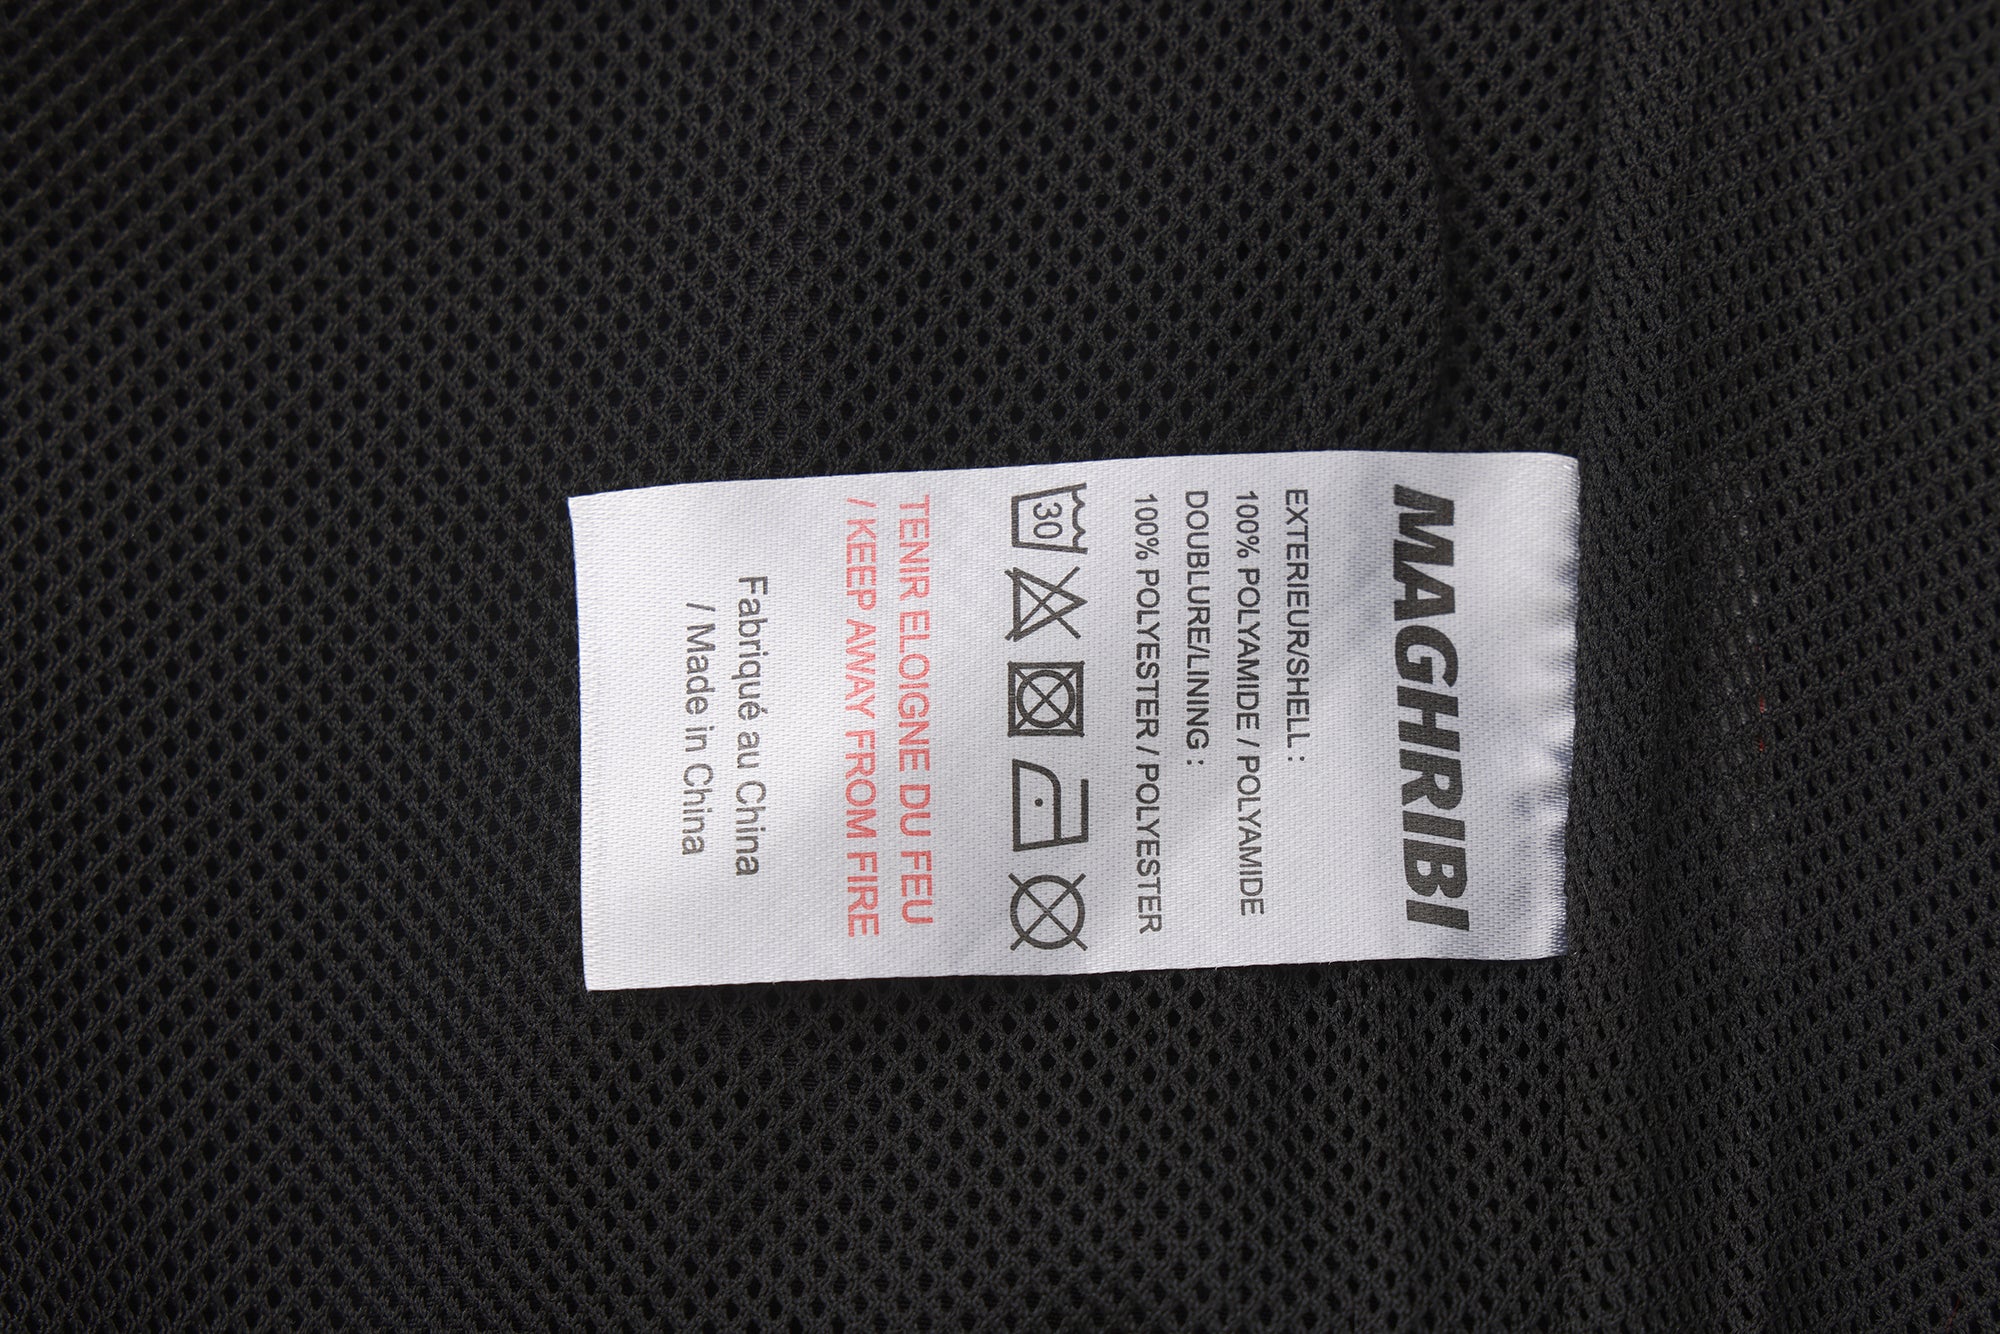 MAGHRIBI
EXTERIEUR/SHELL :
100% POLYAMIDE / POLYAMIDE
DOUBLURE/LINING :
100% POLYESTER / POLYESTER
30
TENIR ELOIGNE DU FEU
/ KEEP AWAY FROM FIRE
Fabriqué au China
/ Made in China